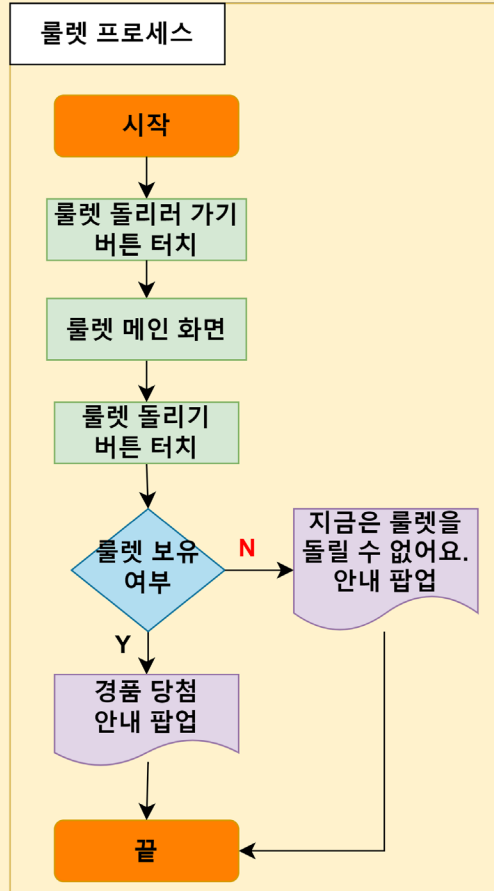 룰렛 프로세스
시작
룰렛 돌리러 가기
버튼 터치
룰렛 메인 화면
룰렛 돌리기
버튼 터치
룰렛 보유
여부
N
지금은 룰렛을
돌릴 수 없어요.
안내 팝업
Y
경품 당첨
안내 팝업
끝